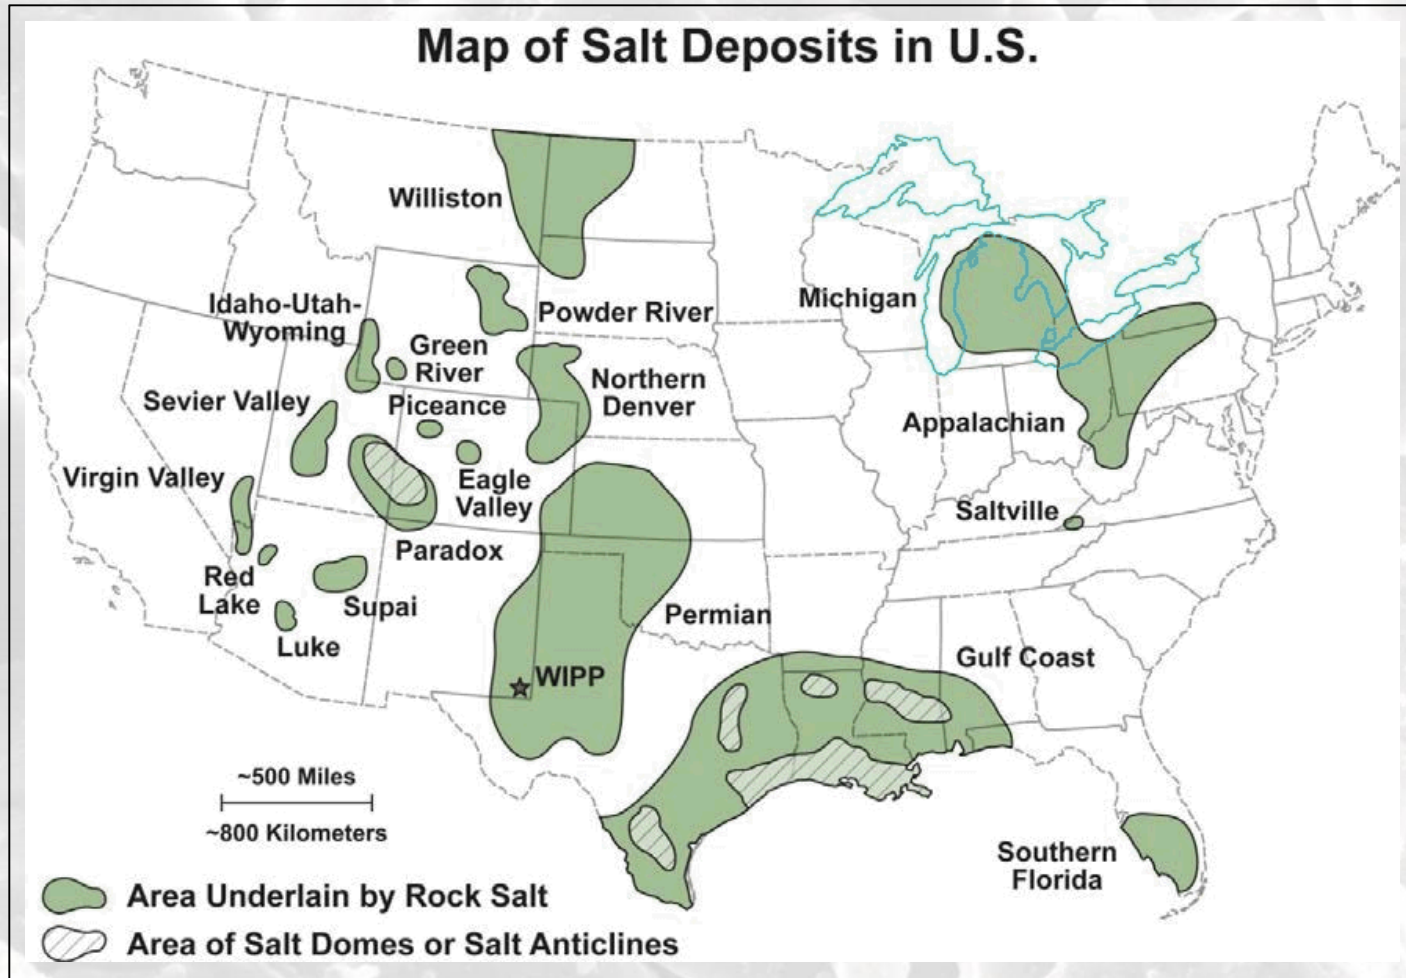 Map of Salt Deposits in U.S.
Williston
Idaho-Utah-
Wyoming
Powder River
Michigan
Green
River
Northern
Denver
Sevier Valley
Piceance
Appalachian
Virgin Valley
Eagle
Valley
Saltville
Paradox
Red
Lake
Supai
Permian
Luke
Gulf Coast
WIPP
~500 Miles
~800 Kilometers
Southern
Florida
Area Underlain by Rock Salt
Area of Salt Domes or Salt Anticlines